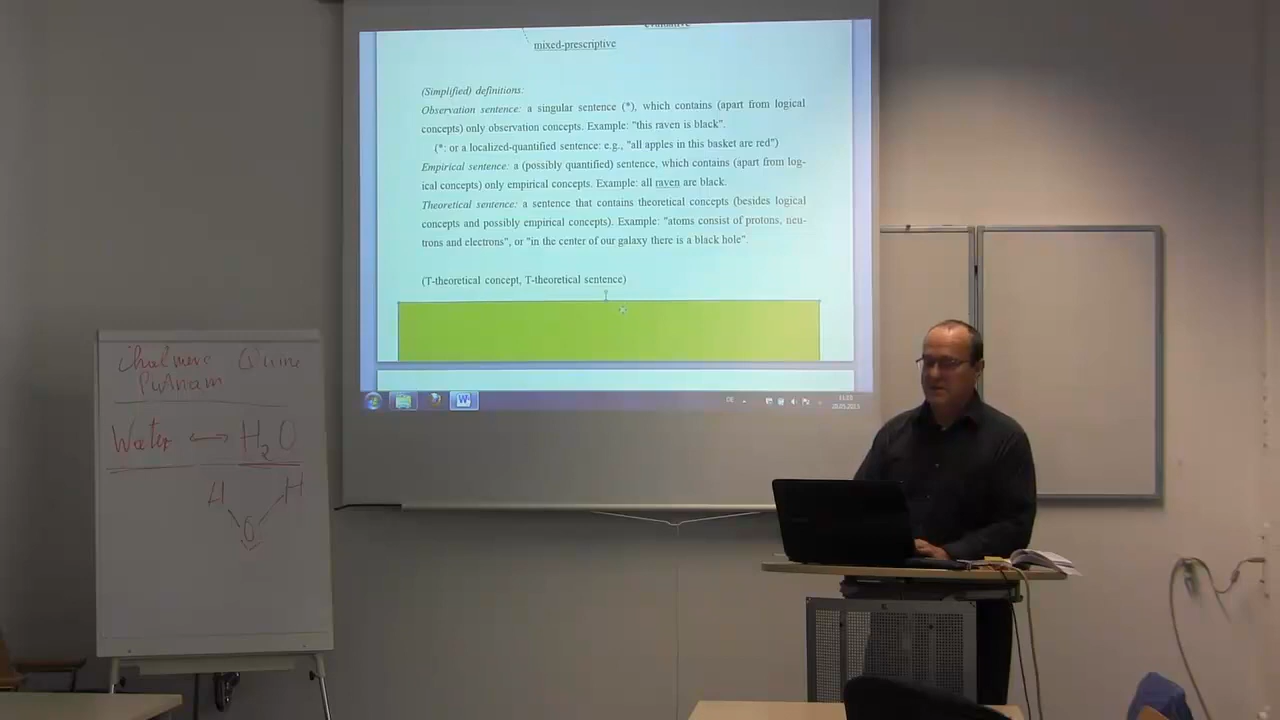 mixed-prescriptive
(Simplified) definitions:
Observation sentence: a singular sentence (*), which contains (apart from logical
concepts) only observation concepts. Example: "this raven is black".
(*: or a localized-quantified sentence: e.g., "all apples in this basket are red")
Empirical sentence: a (possibly quantified) sentence, which contains (apart from log-
ical concepts) only empirical concepts. Example: all raven are black.
Theoretical sentence: a sentence that contains theoretical concepts (besides logical
concepts and possibly empirical concepts). Example: "atoms consist of protons, neu-
trons and electrons", or "in the center of our galaxy there is a black hole".
(T-theoretical concept, T-theoretical sentence)
DE
Chalmers Quine
Putnam
Water ↔ H₂O
H H
O